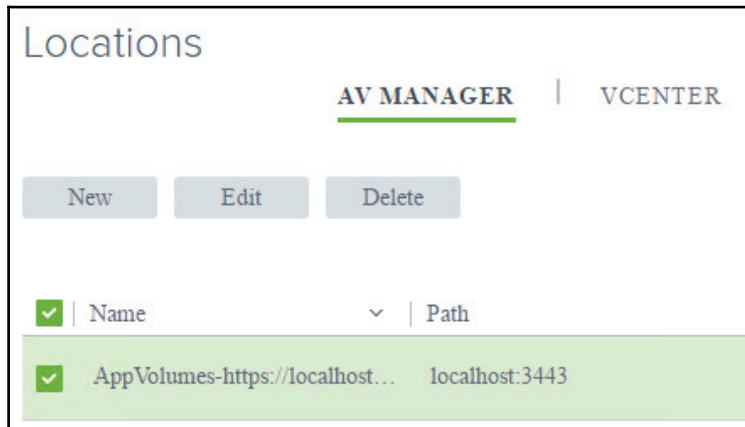 Locations
AV MANAGER | VCENTER
New Edit Delete
Name Path
AppVolumes-https://localhost... localhost:3443